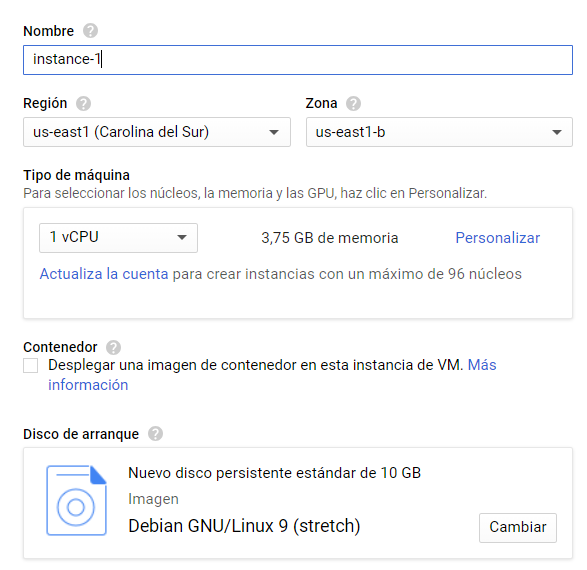 Nombre ?
instance-1
Región ? Zona ?
us-east1 (Carolina del Sur) us-east1-b
Tipo de máquina
Para seleccionar los núcleos, la memoria y las GPU, haz clic en Personalizar.
1 vCPU 3,75 GB de memoria Personalizar
Actualiza la cuenta para crear instancias con un máximo de 96 núcleos
Contenedor ?
Desplegar una imagen de contenedor en esta instancia de VM. Más
información
Disco de arranque ?
Nuevo disco persistente estándar de 10 GB
Imagen
Debian GNU/Linux 9 (stretch) Cambiar